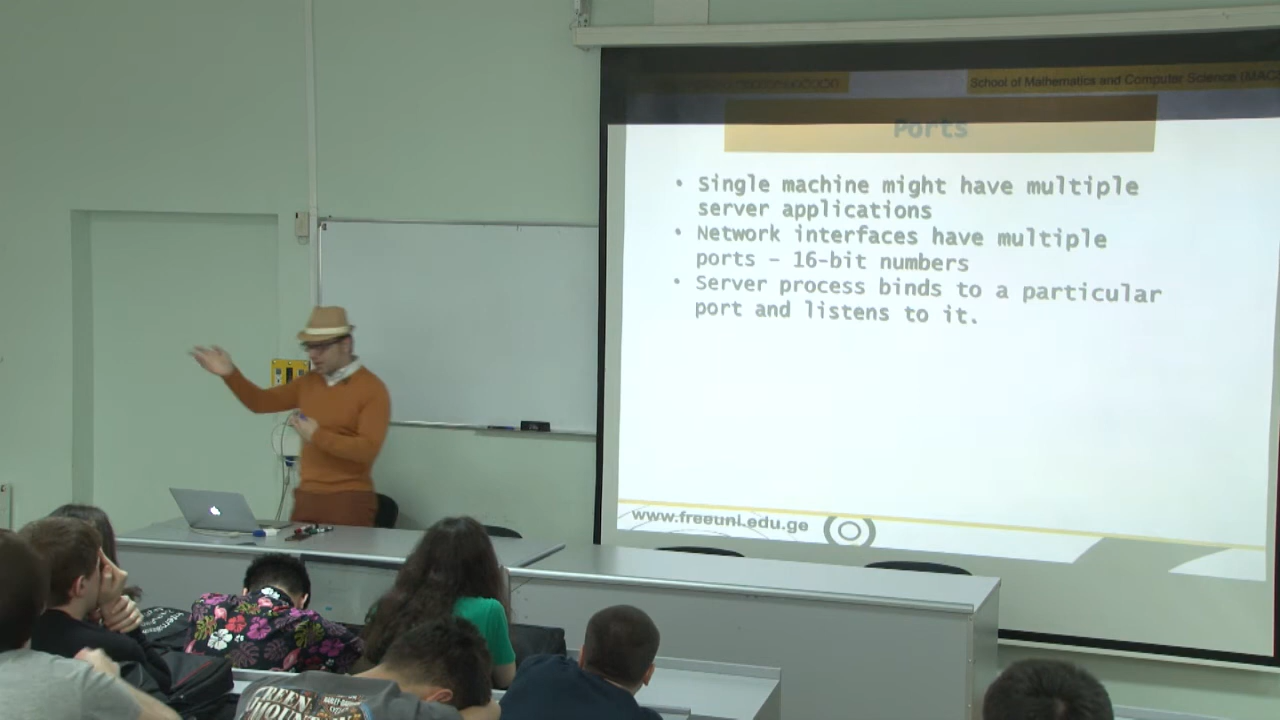 School of Mathematics and Computer Science (MACS
Ports
• Single machine might have multiple
server applications
• Network interfaces have multiple
ports – 16-bit numbers
• Server process binds to a particular
port and listens to it.
www.freeuni.edu.ge